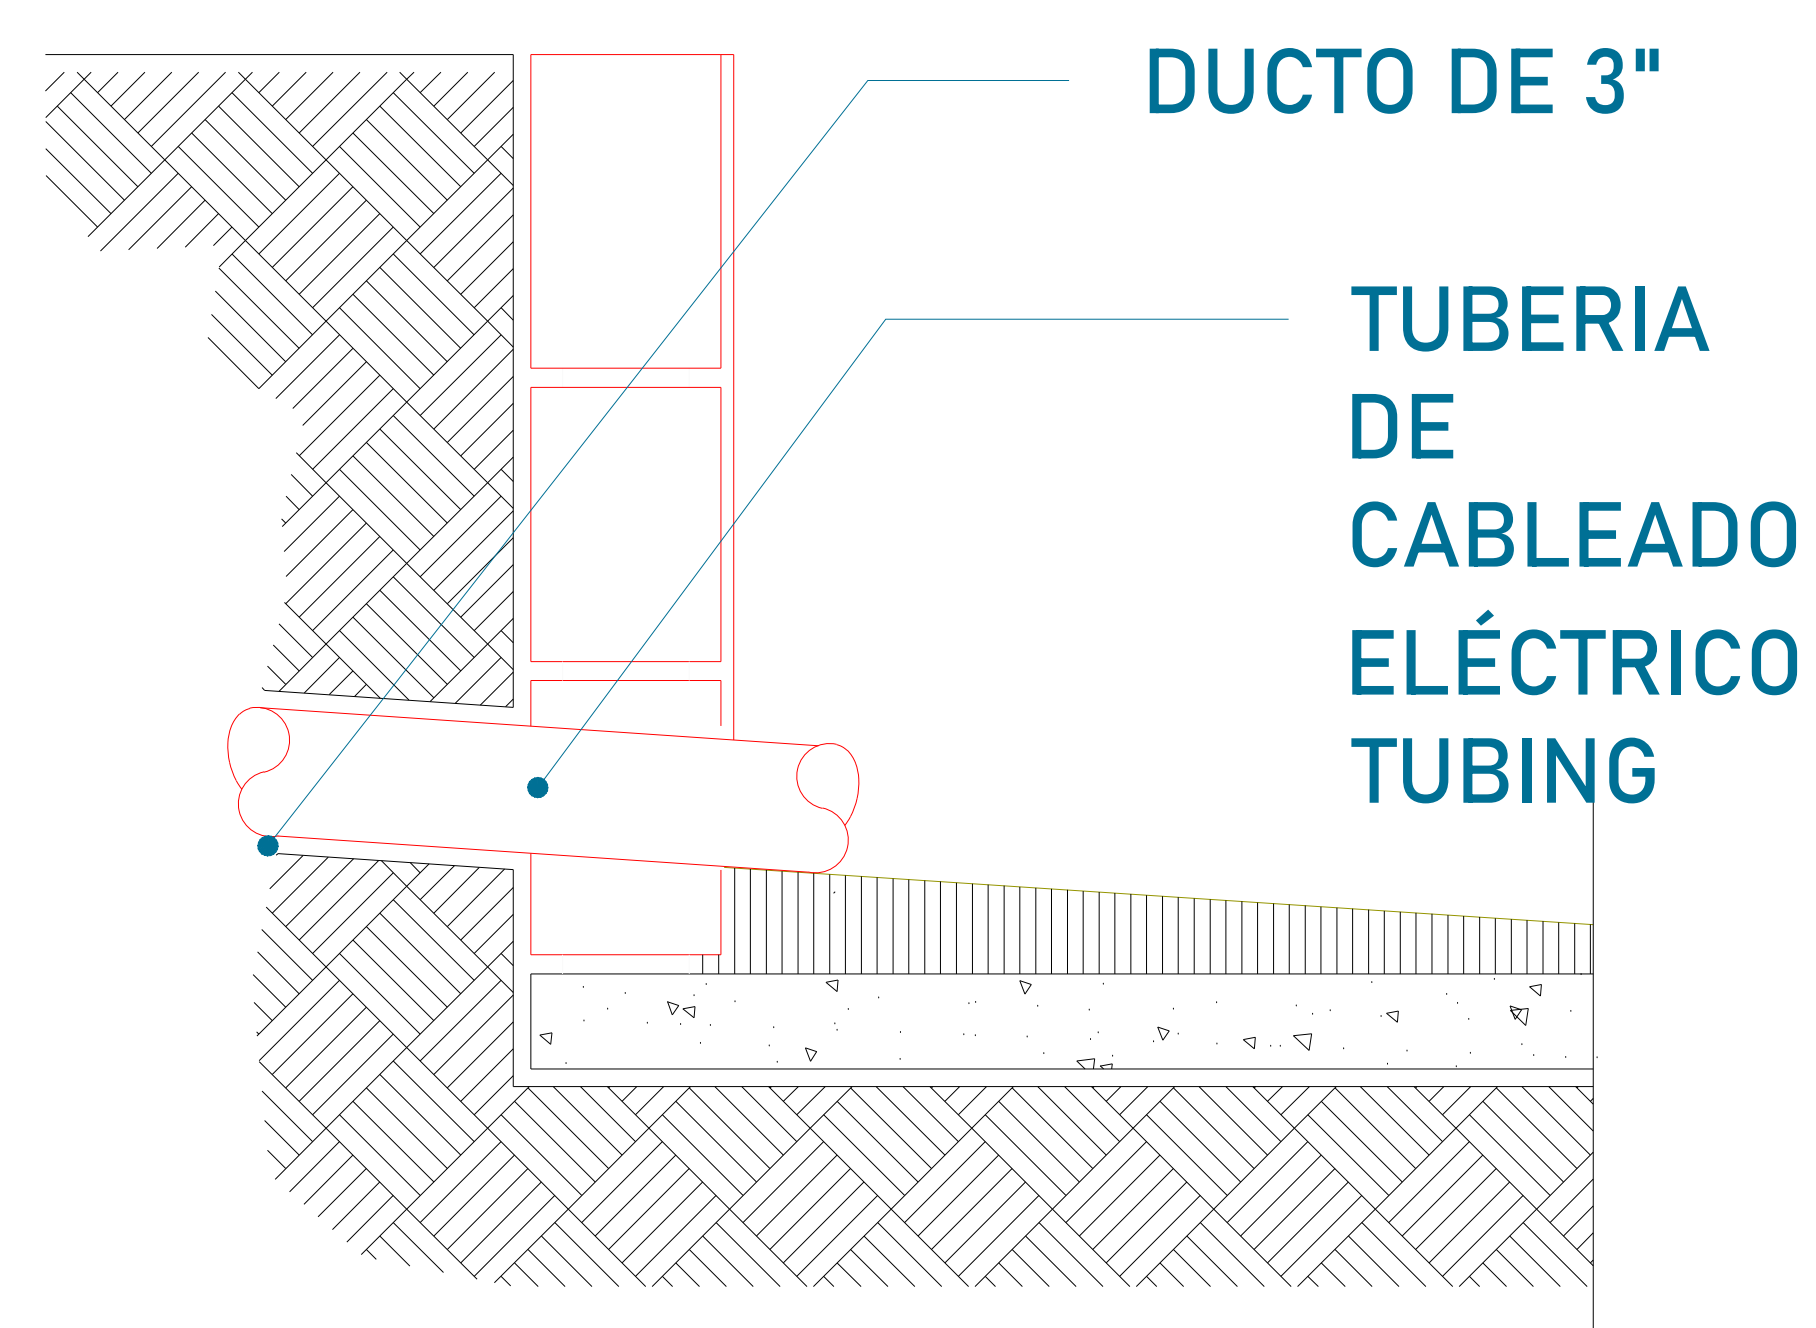 DUCTO DE 3"
TUBERIA
DE
CABLEADO
ELÉCTRICO
TUBING